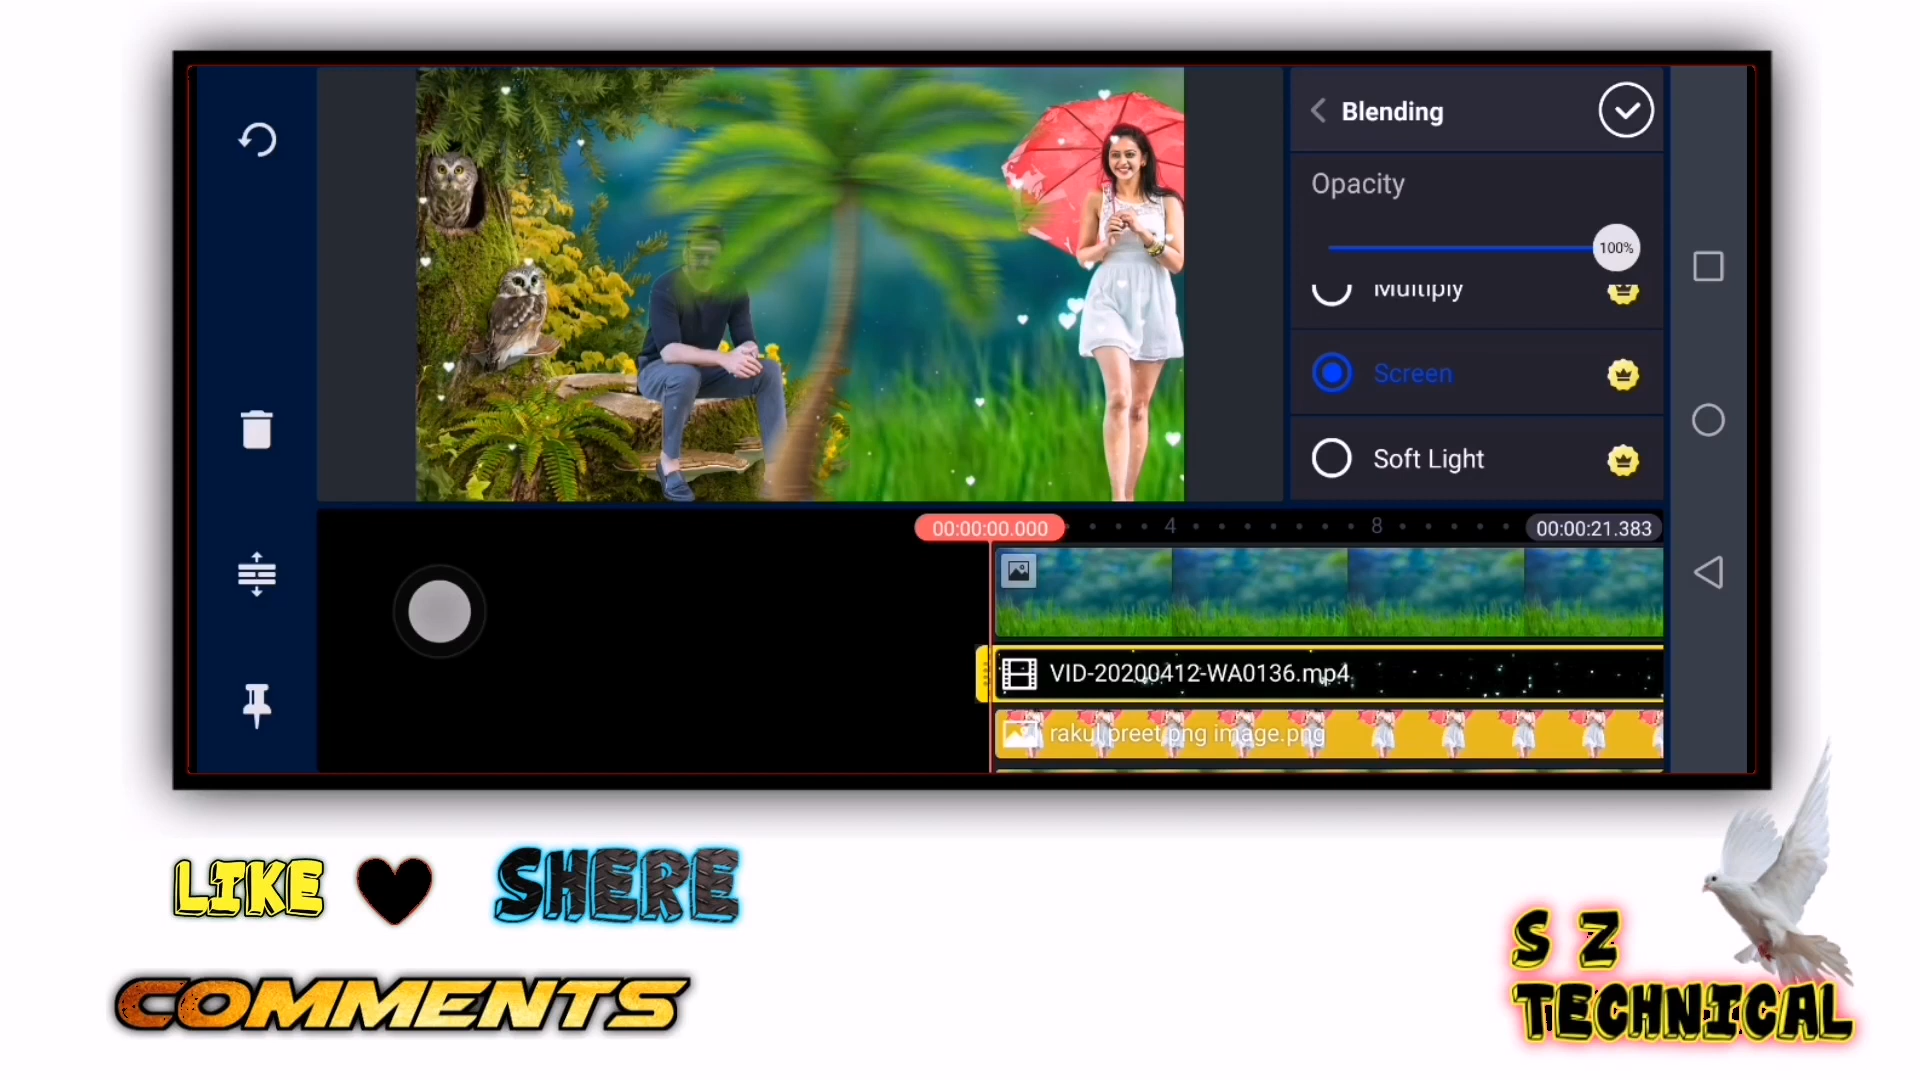 Blending
Opacity
100%
Multiply
Screen
Soft Light
00:00:00.000
4
8
00:00:21.383
VID-20200412-WA0136.mp4
rakul preet png image.png
LIKE
SHERE
COMMENTS
S Z
TECHNICAL